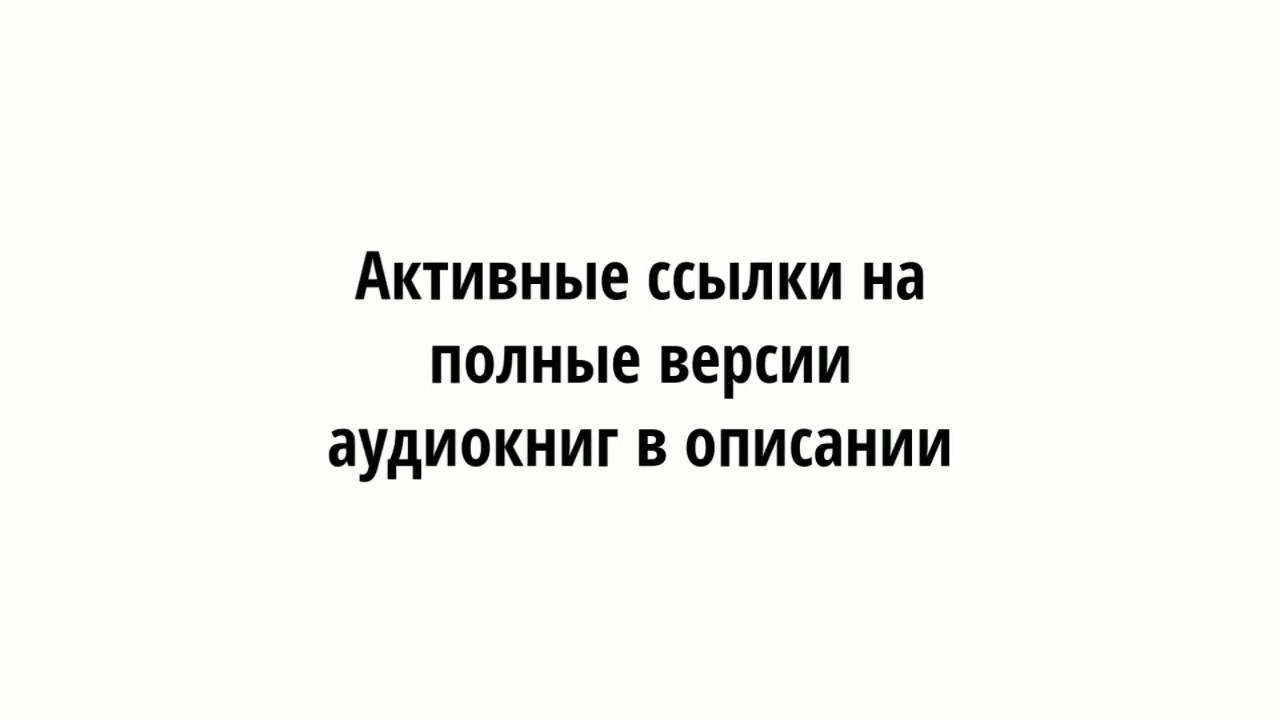 Активные ссылки на
полные версии
аудиокниг в описании